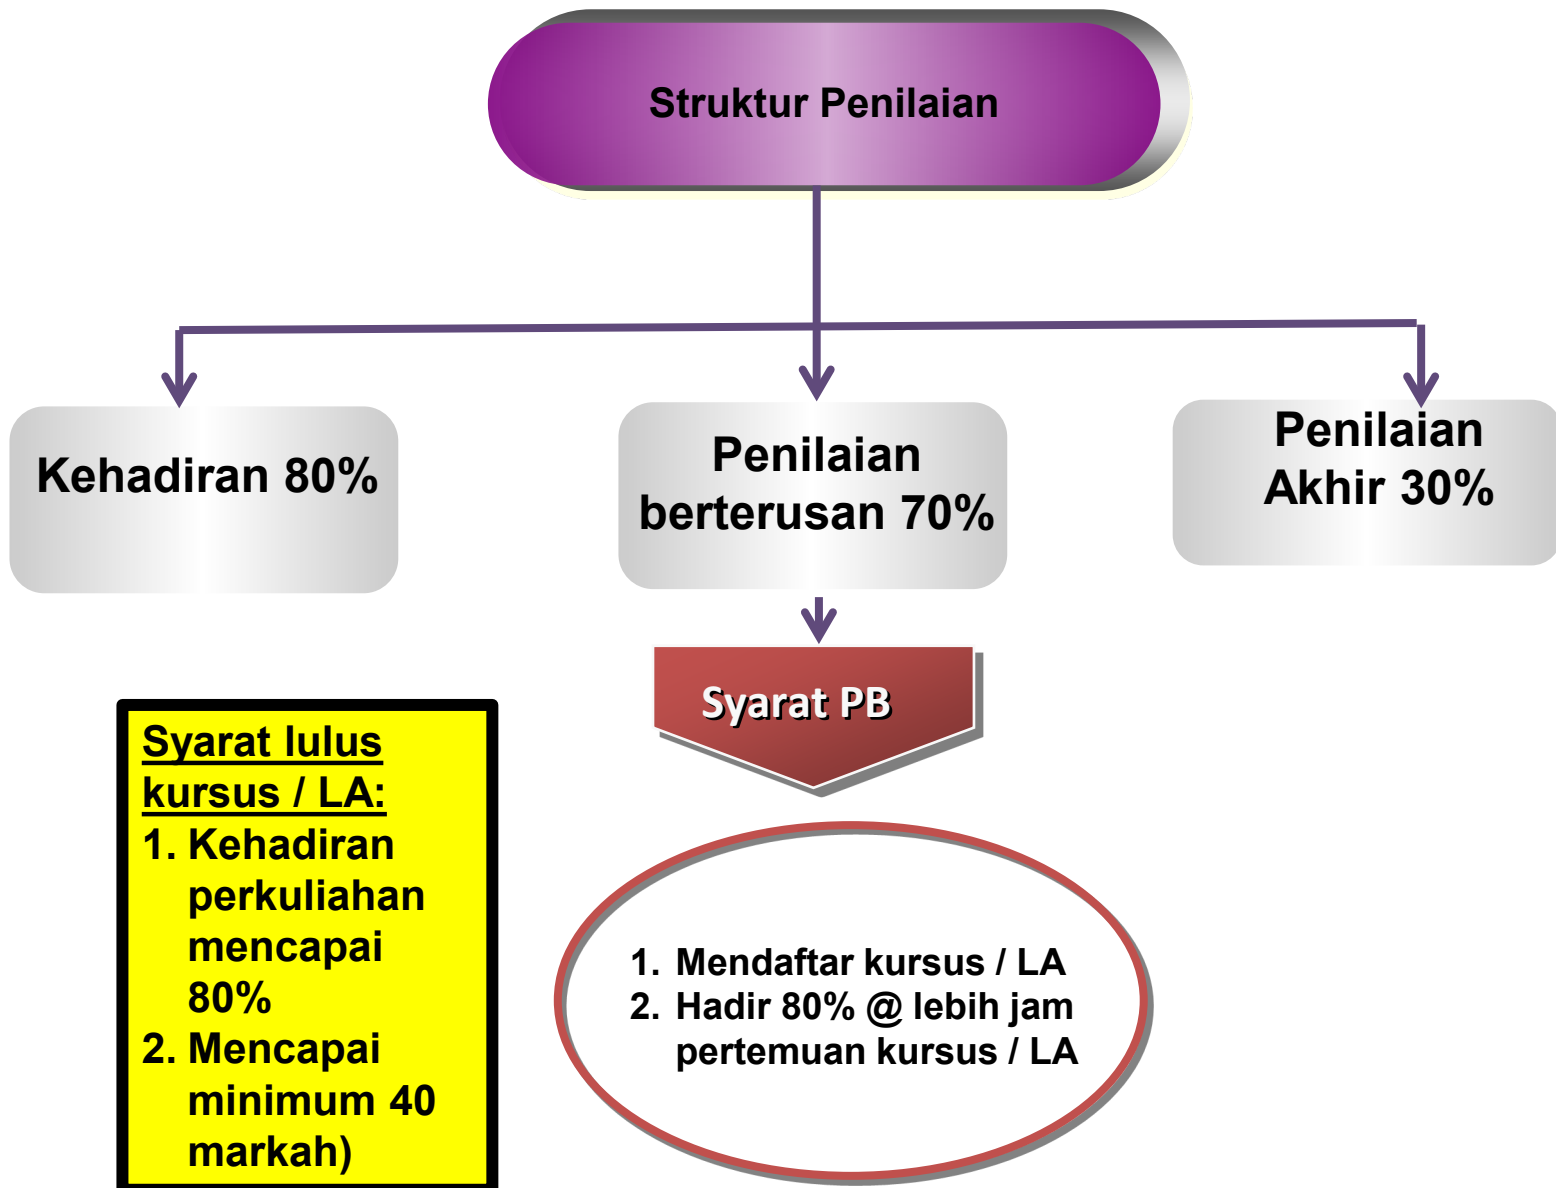 Struktur Penilaian
Kehadiran 80%
Penilaian
berterusan 70%
Penilaian
Akhir 30%
Syarat PB
Syarat lulus
kursus / LA:
1. Kehadiran
perkuliahan
mencapai
80%
2. Mencapai
minimum 40
markah)
1. Mendaftar kursus / LA
2. Hadir 80% @ lebih jam
pertemuan kursus / LA